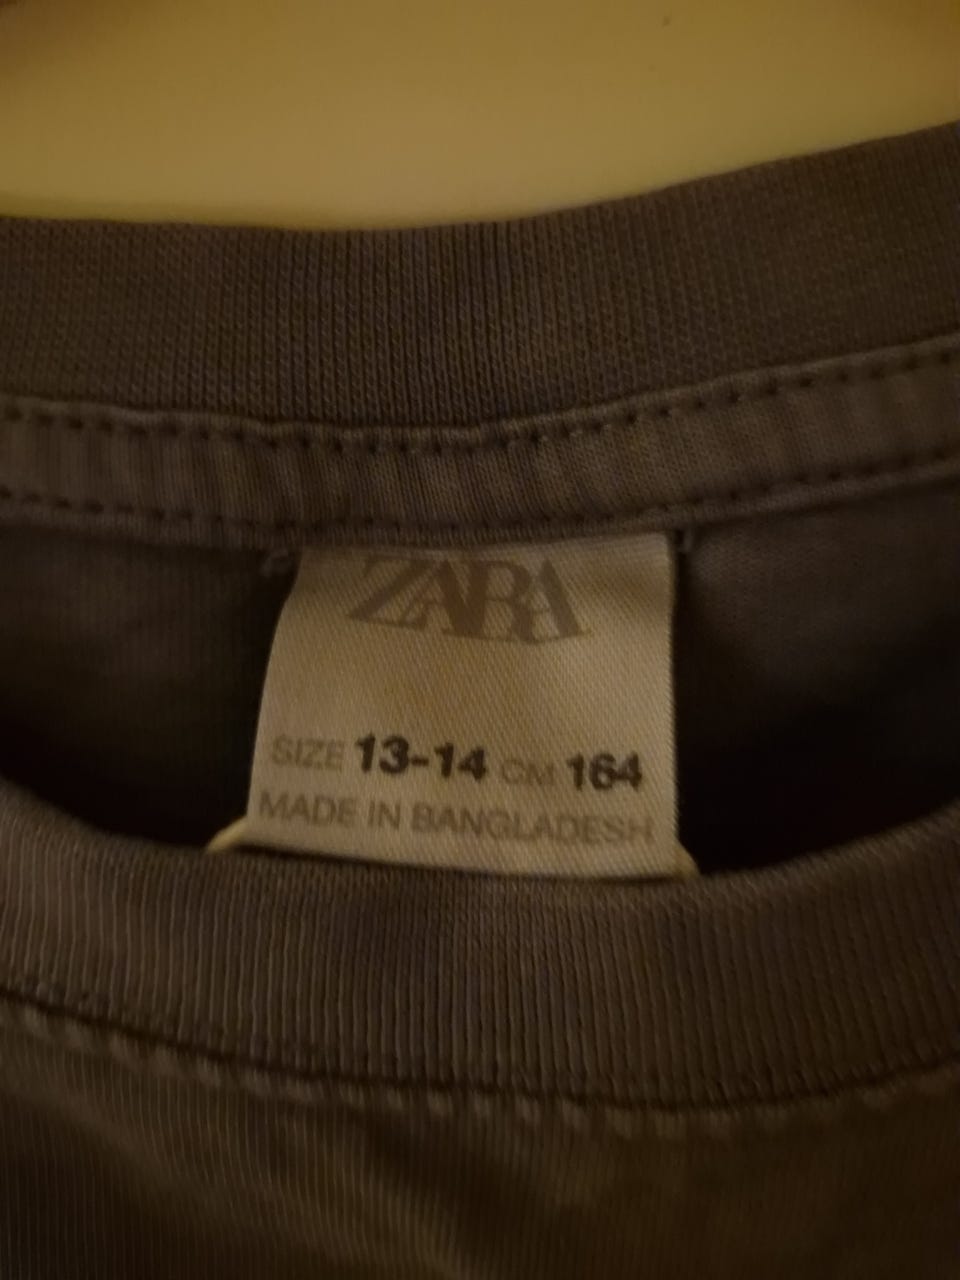 ZARA
SIZE 13-14 CM 164
MADE IN BANGLADESH